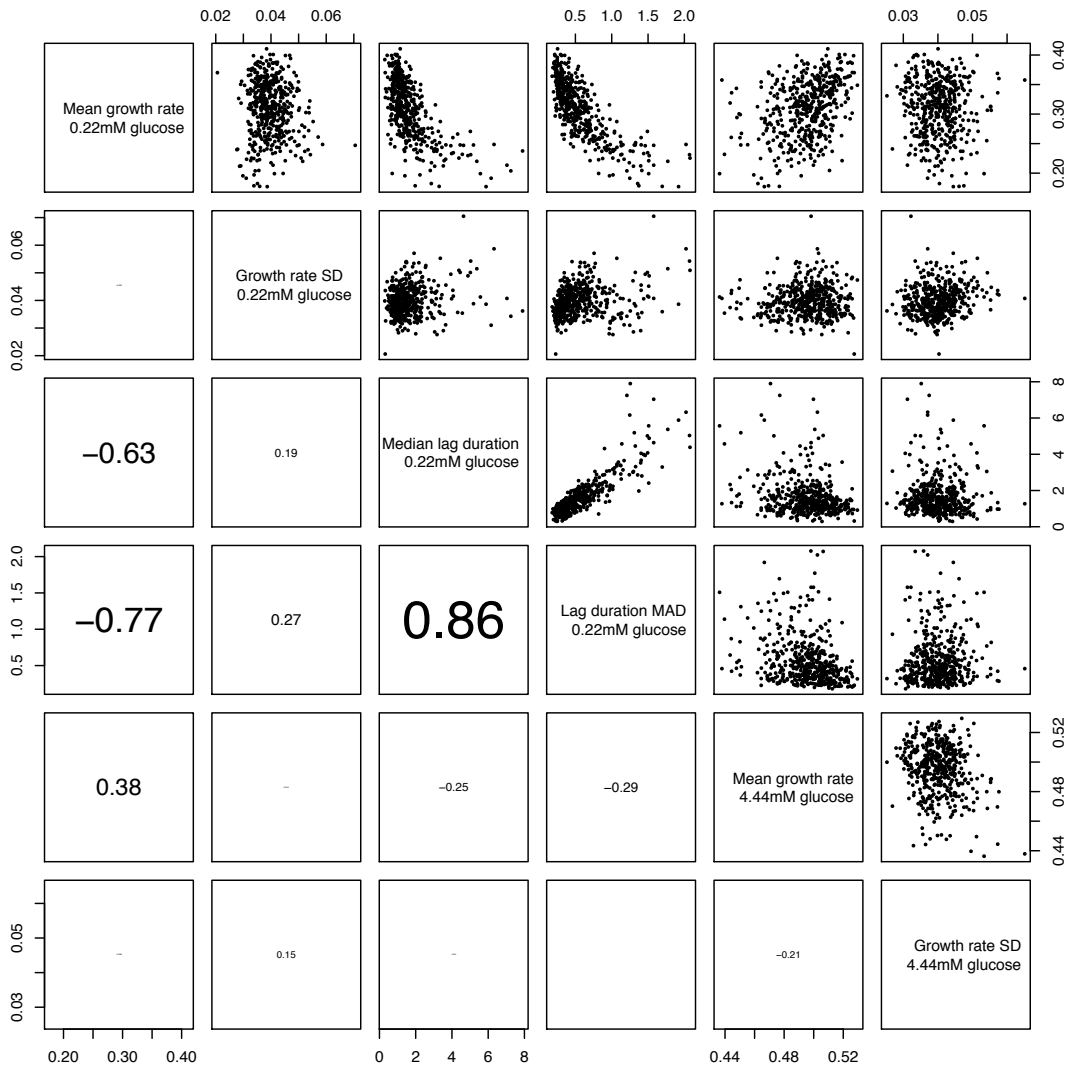 0.02 0.04 0.06
0.5 1.0 1.5 2.0
0.03 0.05
Mean growth rate
0.22mM glucose
0.20 0.30 0.40
0.02 0.04 0.06
Growth rate SD
0.22mM glucose
−0.63
0.19
Median lag duration
0.22mM glucose
0 2 4 6 8
0.5 1.0 1.5 2.0
−0.77
0.27
0.86
Lag duration MAD
0.22mM glucose
0.38
−0.25
−0.29
Mean growth rate
4.44mM glucose
0.44 0.48 0.52
0.03 0.05
0.15
−0.21
Growth rate SD
4.44mM glucose
0.20 0.30 0.40
0 2 4 6 8
0.44 0.48 0.52